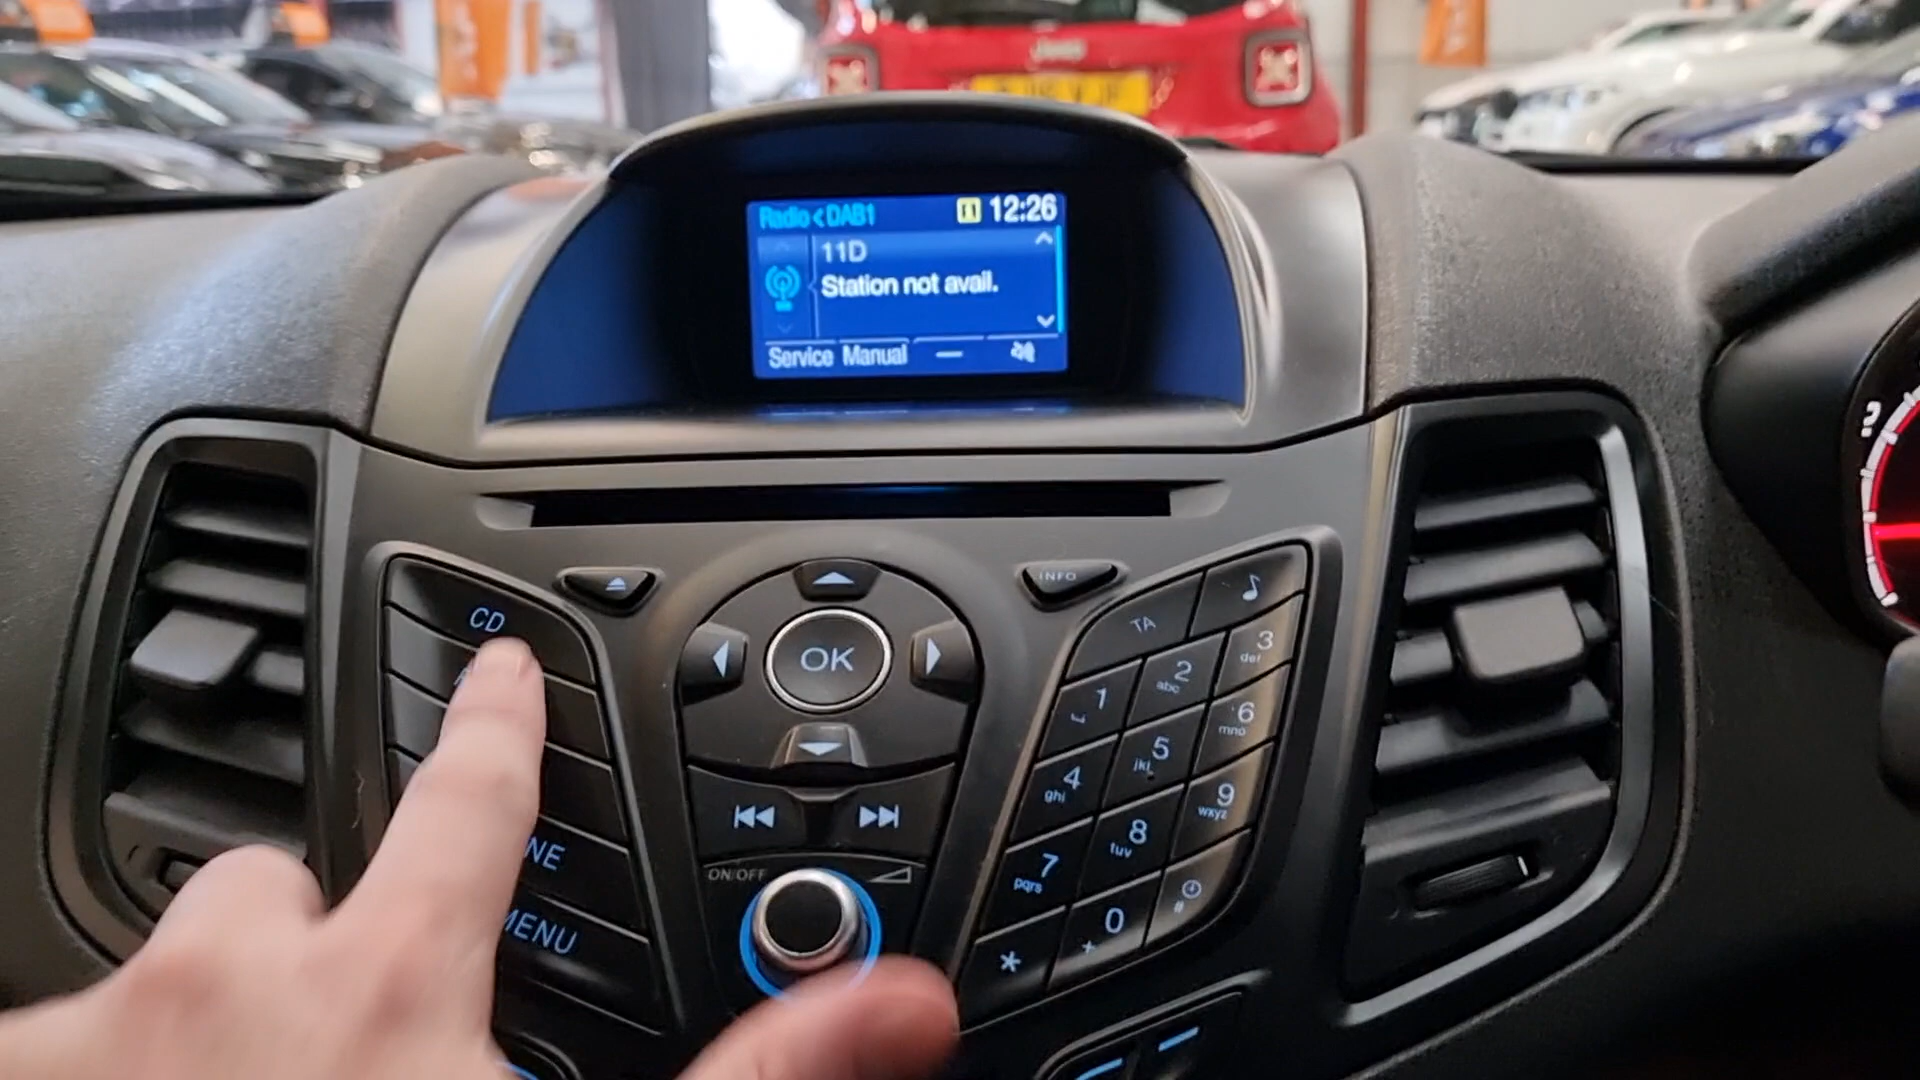 Jeep
Radio < DAB1 12:26
11D
Station not avail.
Service Manual
CD
NE
MENU
OK
ON/OFF
INFO
TA
1
2 abc
3 def
4 ghi
5 jkl
6 mno
7 pqrs
8 tuv
9 wxyz
* 0 + #